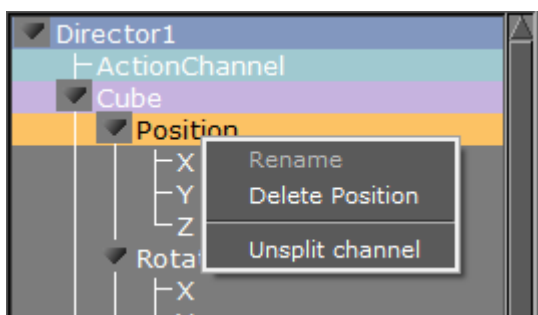 Director1
ActionChannel
Cube
Position
X
Y
Z
Rename
Delete Position
Unsplit channel
X